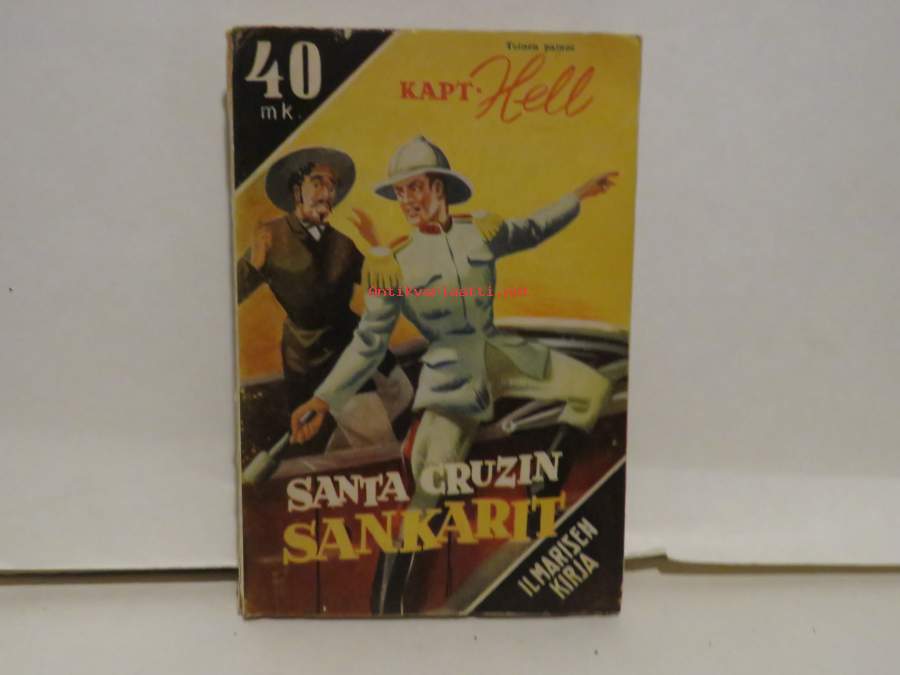 40
mk.
Toinen painos
KAPT. Hell
Antikvariaatti.net
SANTA CRUZIN
SANKARIT
ILMARISEN
KIRJA